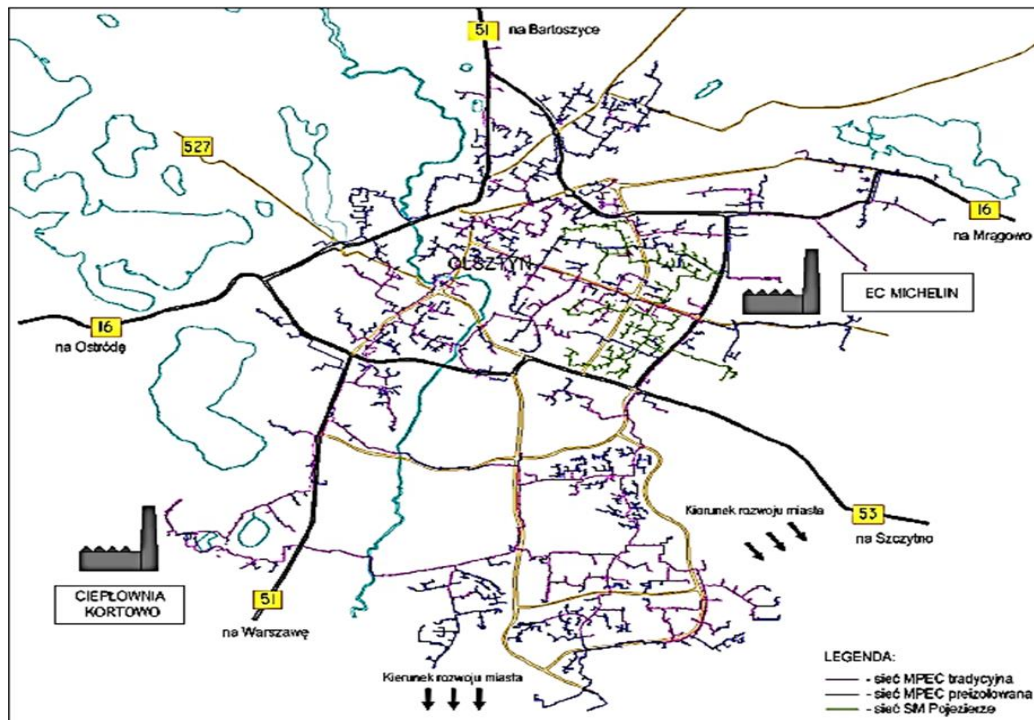 51 na Bartoszyce
527
16
na Mrągowo
OLSZTYN
EC MICHELIN
16
na Ostródę
Kierunek rozwoju miasta
53
na Szczytno
CIEPŁOWNIA
KORTOWO
51
na Warszawę
Kierunek rozwoju miasta
LEGENDA:
- sieć MPEC tradycyjna
- sieć MPEC preizolowana
- sieć SM Pojezierze